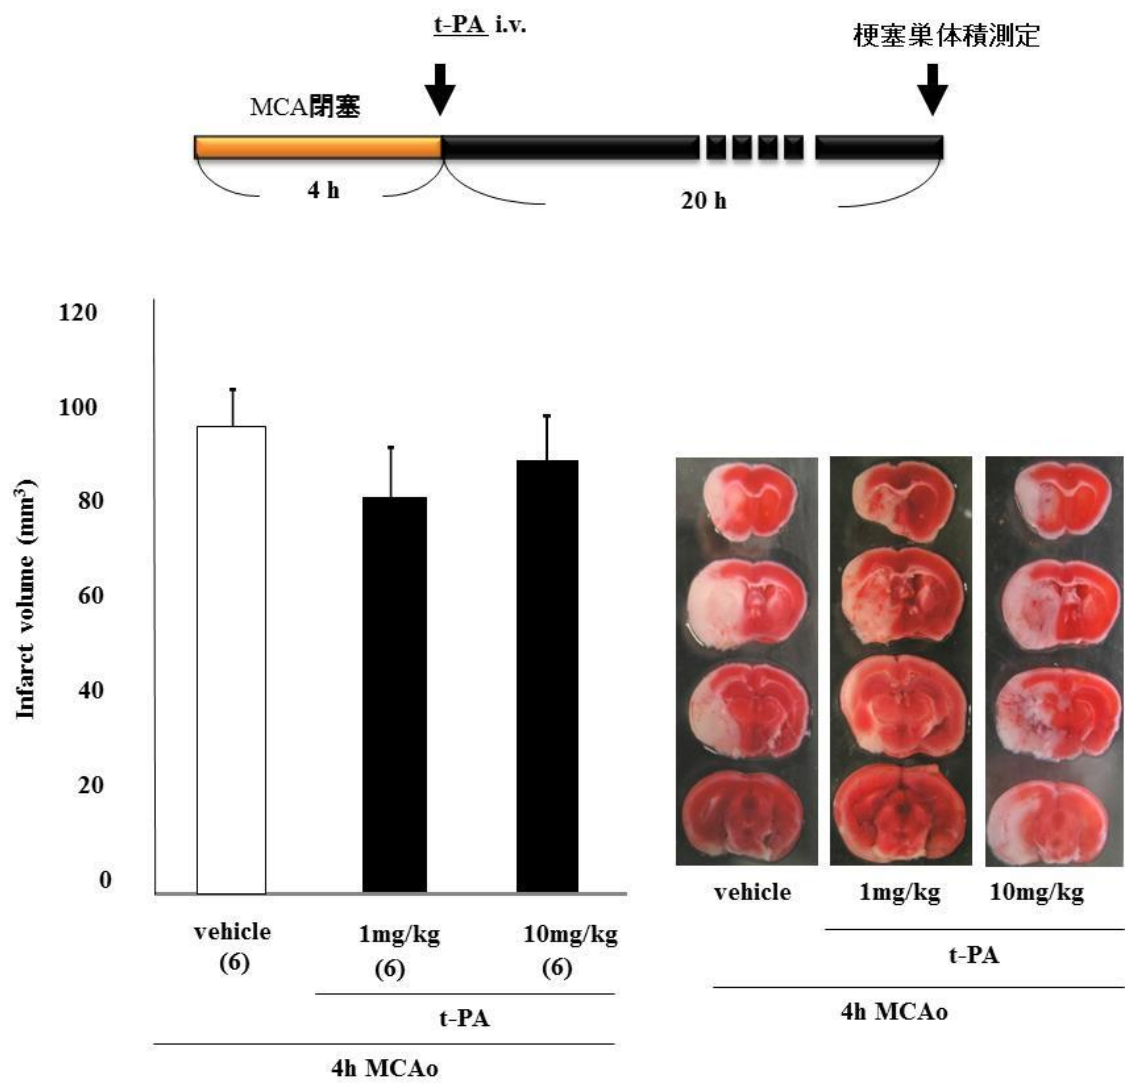 t-PA i.v.
梗塞巣体積測定
MCA閉塞
4 h
20 h
Infarct volume (mm³)
120
100
80
60
40
20
0
vehicle
(6)
1mg/kg
(6)
10mg/kg
(6)
t-PA
4h MCAo
vehicle
1mg/kg
10mg/kg
t-PA
4h MCAo